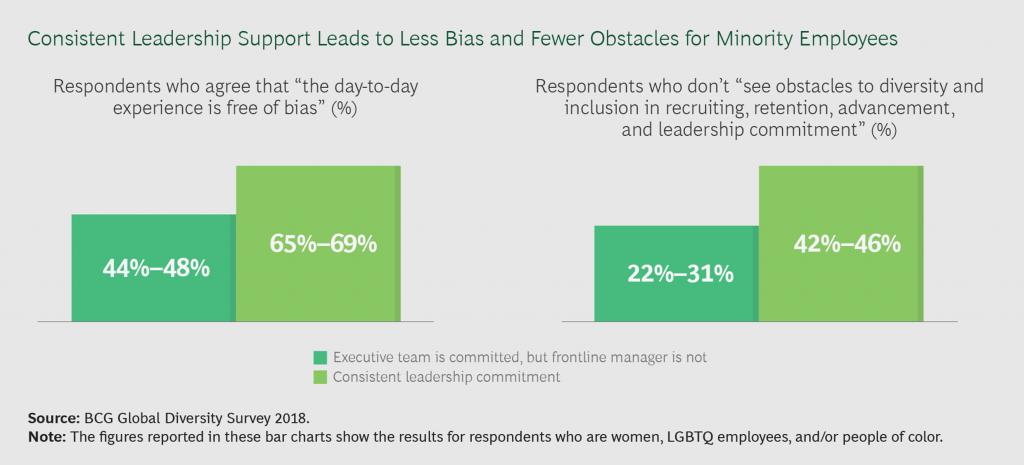 Consistent Leadership Support Leads to Less Bias and Fewer Obstacles for Minority Employees
Respondents who agree that “the day-to-day
experience is free of bias” (%)
44%–48%
65%–69%
Respondents who don’t “see obstacles to diversity and
inclusion in recruiting, retention, advancement,
and leadership commitment” (%)
22%–31%
42%–46%
Executive team is committed, but frontline manager is not
Consistent leadership commitment
Source: BCG Global Diversity Survey 2018.
Note: The figures reported in these bar charts show the results for respondents who are women, LGBTQ employees, and/or people of color.